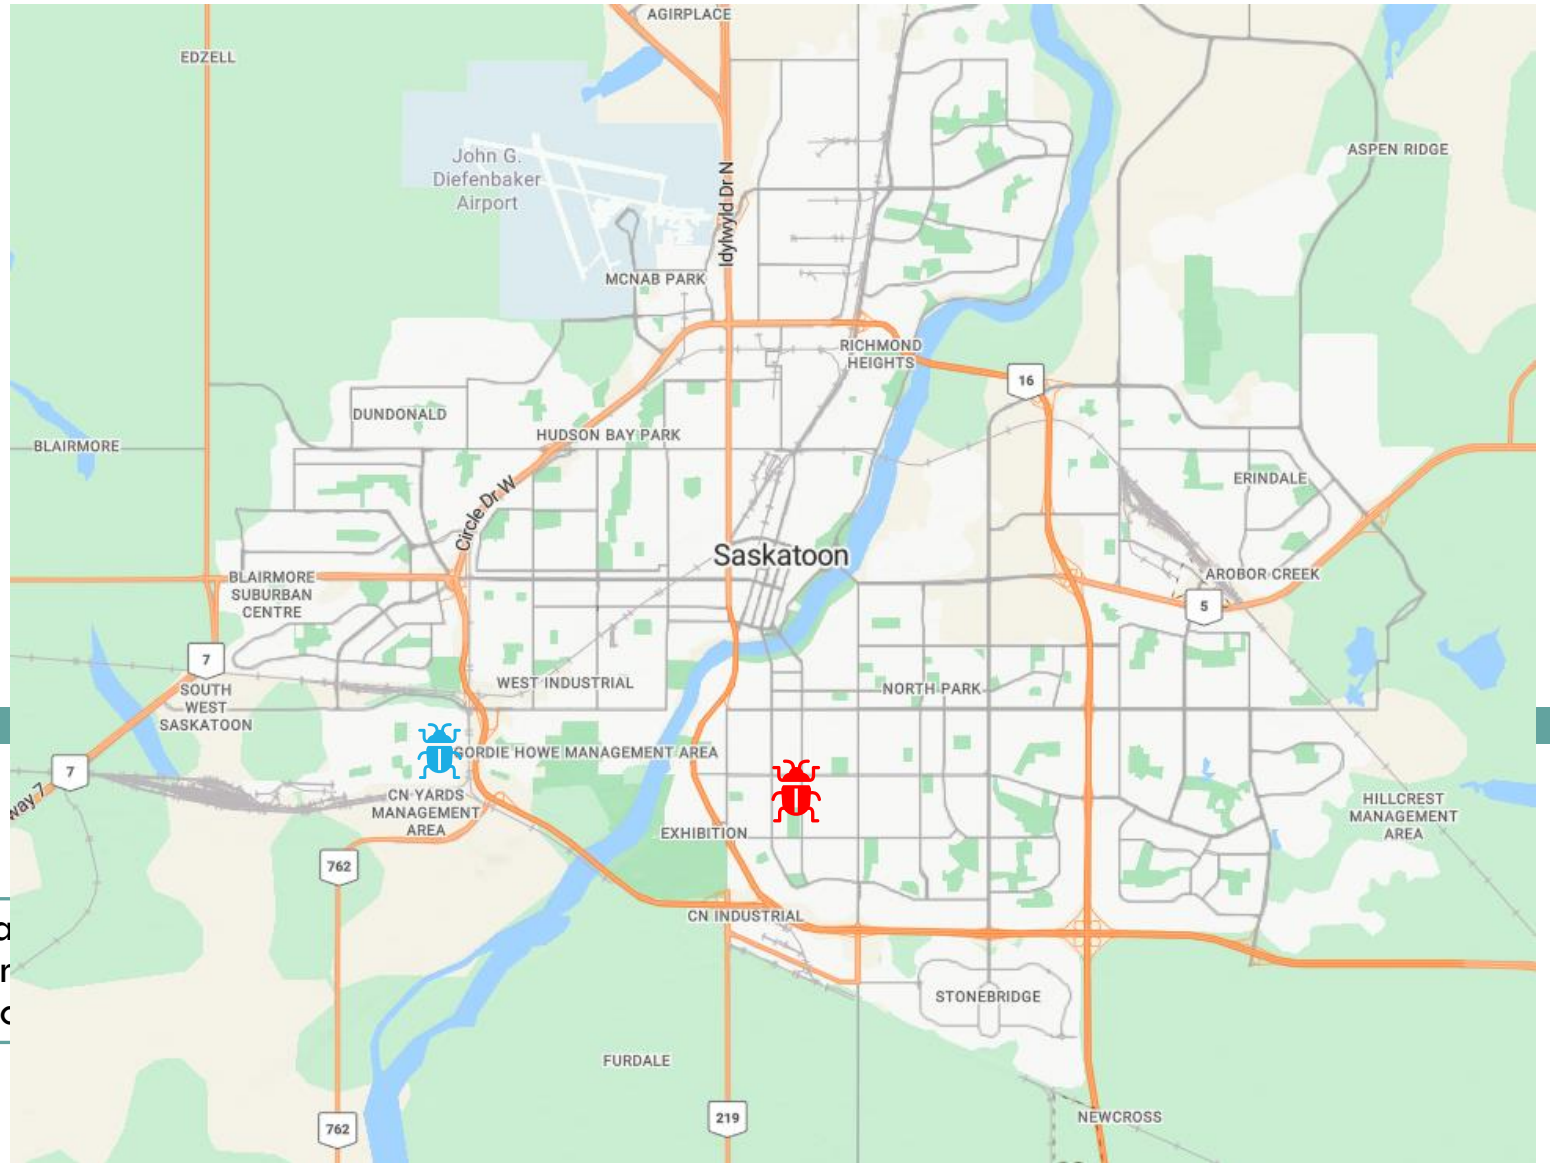 AGIRPLACE
EDZELL
John G.
Diefenbaker
Airport
ASPEN RIDGE
Idylwyld Dr N
MCNAB PARK
RICHMOND
HEIGHTS
16
DUNDONALD
HUDSON BAY PARK
BLAIRMORE
ERINDALE
Circle Dr W
Saskatoon
BLAIRMORE
SUBURBAN
CENTRE
AROBOR CREEK
5
7
WEST INDUSTRIAL
NORTH PARK
SOUTH
WEST
SASKATOON
GORDIE HOWE MANAGEMENT AREA
7
way 7
CN YARDS
MANAGEMENT
AREA
HILLCREST
MANAGEMENT
AREA
EXHIBITION
762
CN INDUSTRIAL
STONEBRIDGE
FURDALE
219
NEWCROSS
762